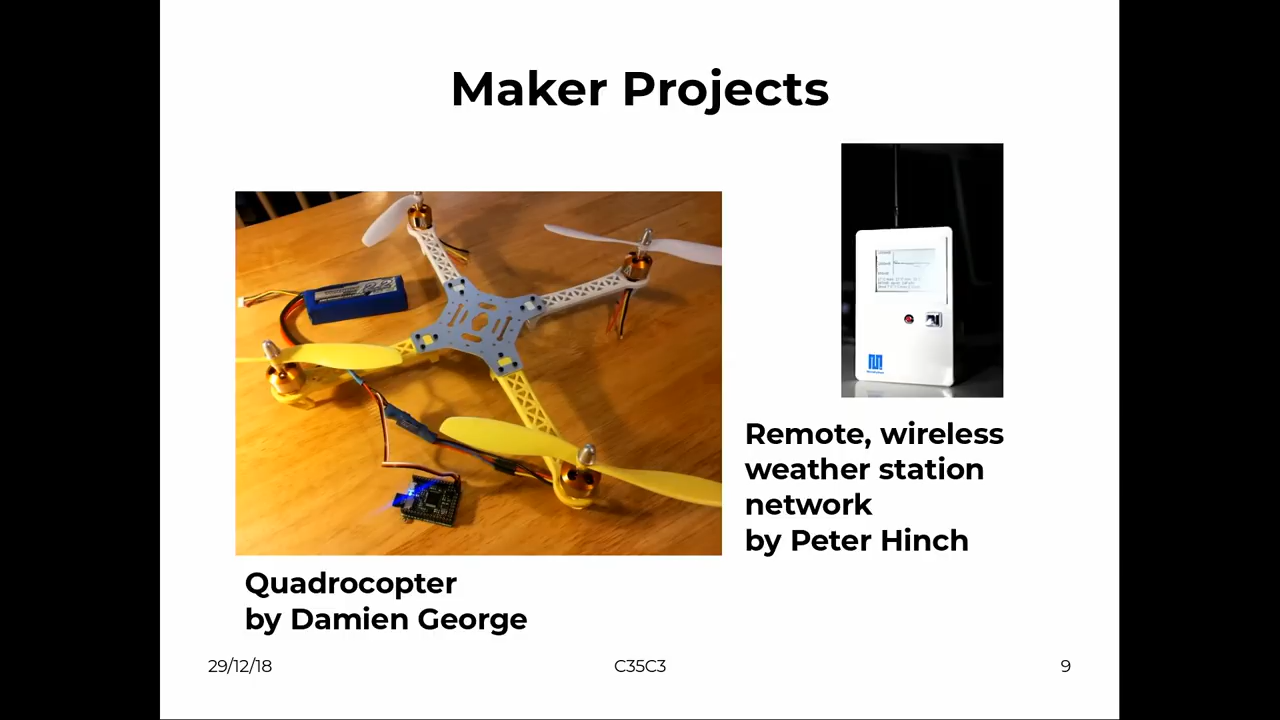 Maker Projects
Remote, wireless
weather station
network
by Peter Hinch
Quadrocopter
by Damien George
29/12/18
C35C3
9